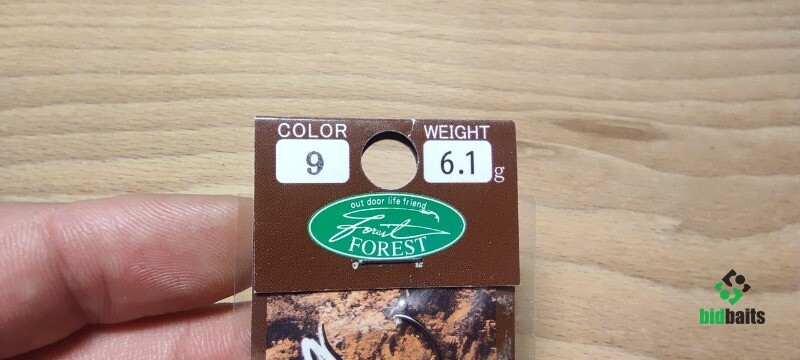 COLOR
WEIGHT
9
6.1 g
out door life friend
Forest
FOREST
bidbaits